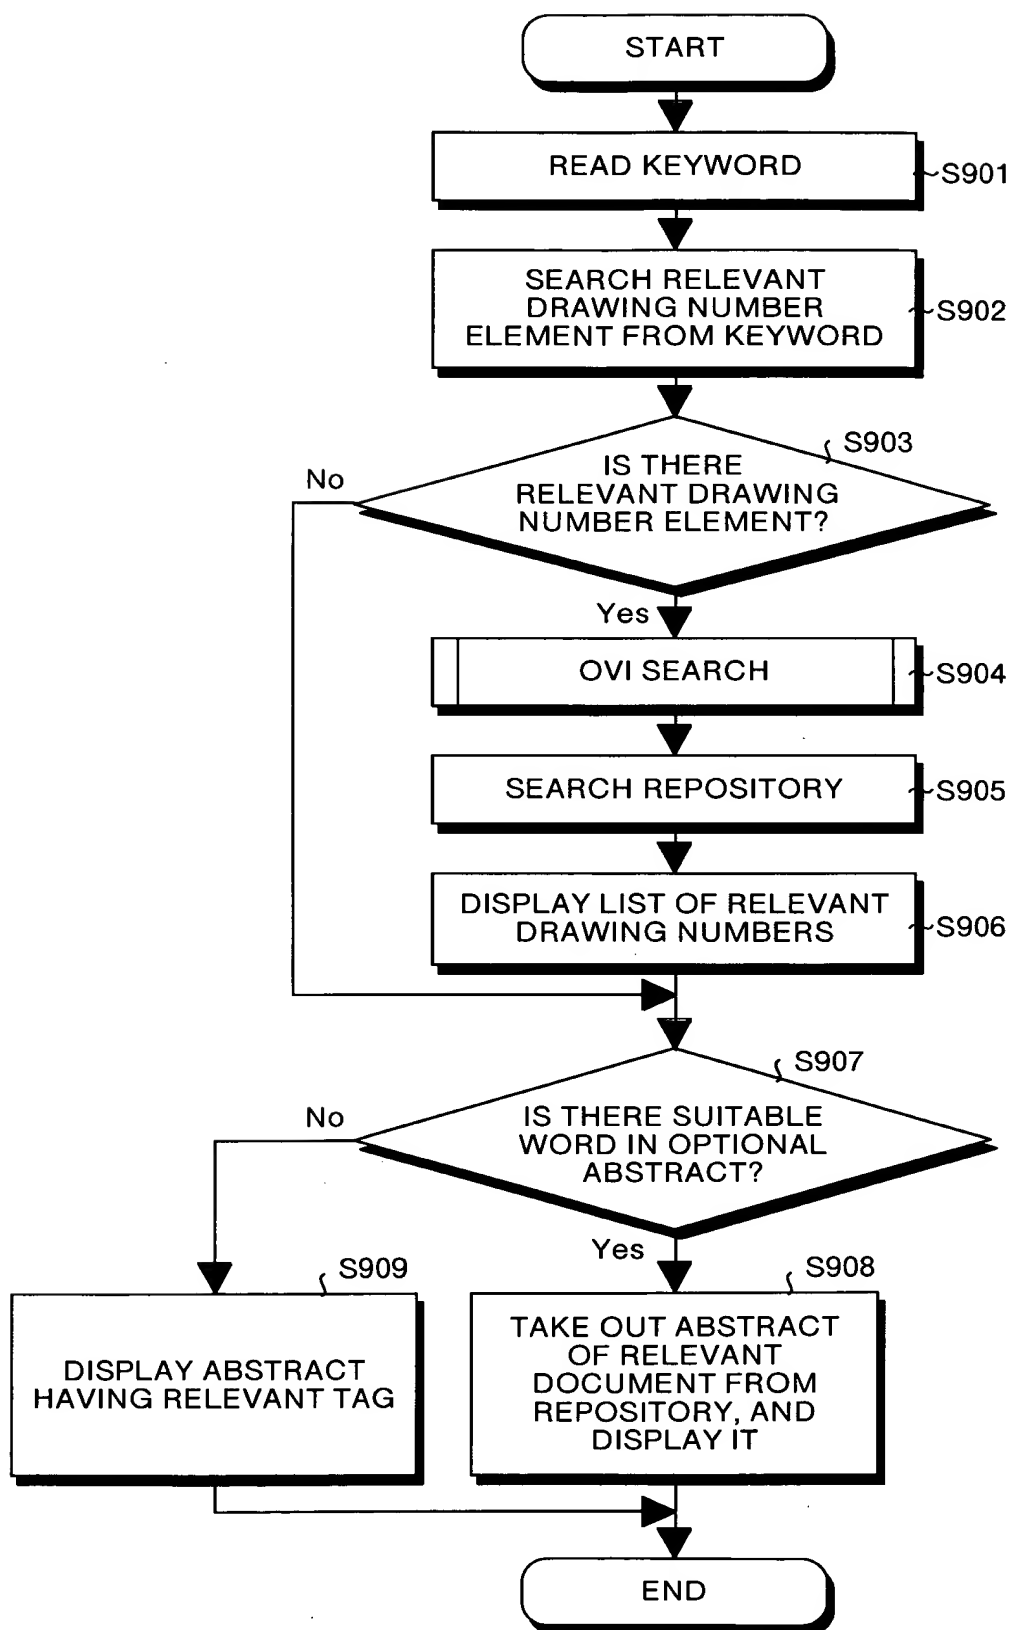 START
READ KEYWORD
S901
SEARCH RELEVANT
DRAWING NUMBER
ELEMENT FROM KEYWORD
S902
S903
IS THERE
RELEVANT DRAWING
NUMBER ELEMENT?
No
Yes
OVI SEARCH
S904
SEARCH REPOSITORY
S905
DISPLAY LIST OF RELEVANT
DRAWING NUMBERS
S906
S907
IS THERE SUITABLE
WORD IN OPTIONAL
ABSTRACT?
No
Yes
S909
DISPLAY ABSTRACT
HAVING RELEVANT TAG
S908
TAKE OUT ABSTRACT
OF RELEVANT
DOCUMENT FROM
REPOSITORY, AND
DISPLAY IT
END